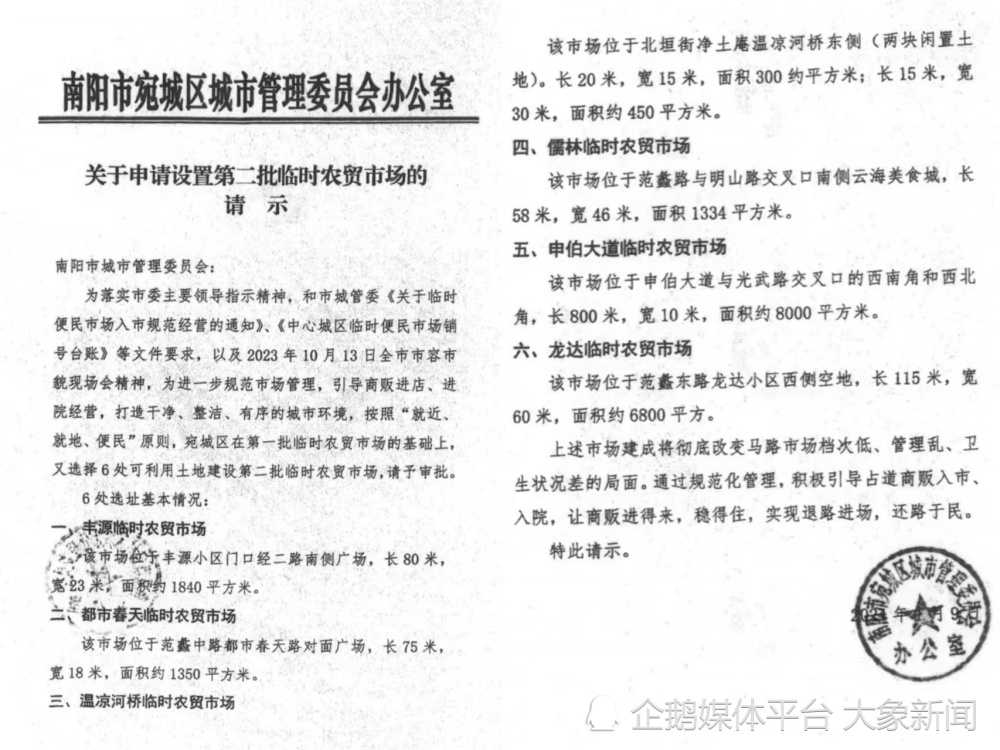 南阳市宛城区城市管理委员会办公室
关于申请设置第二批临时农贸市场的
请 示
南阳市城市管理委员会：
为落实市委主要领导指示精神，和市城管委《关于临时
便民市场入市规范经营的通知》、《中心城区临时便民市场销
号台账》等文件要求，以及2023年10月13日全市市容市
貌现场会精神，为进一步规范市场管理，引导商贩进店、进
院经营，打造干净、整洁、有序的城市环境，按照“就近、
就地、便民”原则，宛城区在第一批临时农贸市场的基础上，
又选择6处可利用土地建设第二批临时农贸市场，请予审批。
6处选址基本情况：
一、丰源临时农贸市场
该市场位于丰源小区门口经二路南侧广场，长80米，
宽23米，面积约1840平方米。
二、都市春天临时农贸市场
该市场位于范蠡中路都市春天路对面广场，长75米，
宽18米，面积约1350平方米。
三、温凉河桥临时农贸市场
该市场位于北垣街净土庵温凉河桥东侧（两块闲置土
地）。长20米，宽15米，面积300约平方米；长15米，宽
30米，面积约450平方米。
四、儒林临时农贸市场
该市场位于范蠡路与明山路交叉口南侧云海美食城，长
58米，宽46米，面积1334平方米。
五、申伯大道临时农贸市场
该市场位于申伯大道与光武路交叉口的西南角和西北
角，长800米，宽10米，面积约8000平方米。
六、龙达临时农贸市场
该市场位于范蠡东路龙达小区西侧空地，长115米，宽
60米，面积约6800平方。
上述市场建成将彻底改变马路市场档次低、管理乱、卫
生状况差的局面。通过规范化管理，积极引导占道商贩入市、
入院，让商贩进得来，稳得住，实现退路进场，还路于民。
特此请示。
南阳市宛城区城市管理委员会
办公室
企鹅媒体平台 大象新闻